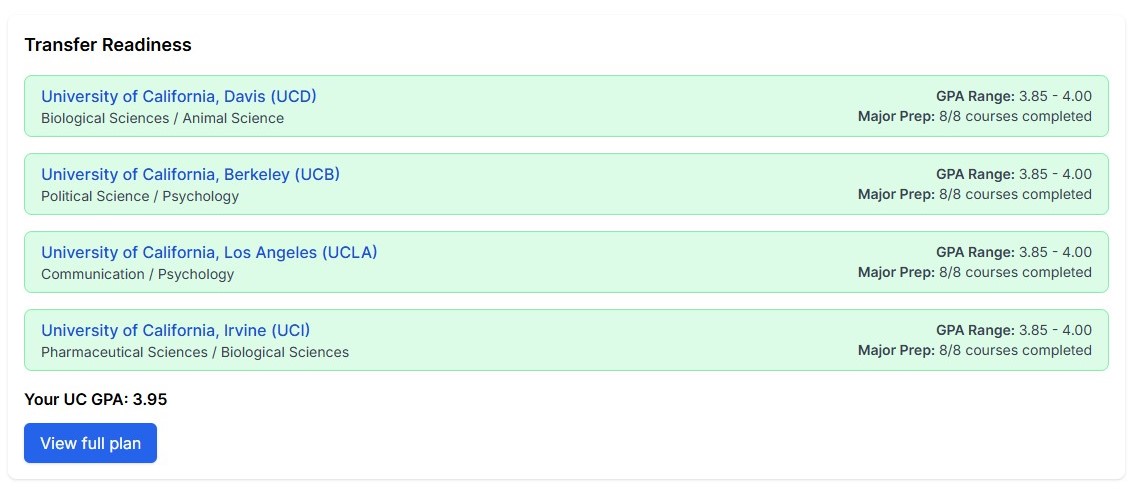 Transfer Readiness
University of California, Davis (UCD)
GPA Range: 3.85 - 4.00
Biological Sciences / Animal Science
Major Prep: 8/8 courses completed
University of California, Berkeley (UCB)
GPA Range: 3.85 - 4.00
Political Science / Psychology
Major Prep: 8/8 courses completed
University of California, Los Angeles (UCLA)
GPA Range: 3.85 - 4.00
Communication / Psychology
Major Prep: 8/8 courses completed
University of California, Irvine (UCI)
GPA Range: 3.85 - 4.00
Pharmaceutical Sciences / Biological Sciences
Major Prep: 8/8 courses completed
Your UC GPA: 3.95
View full plan